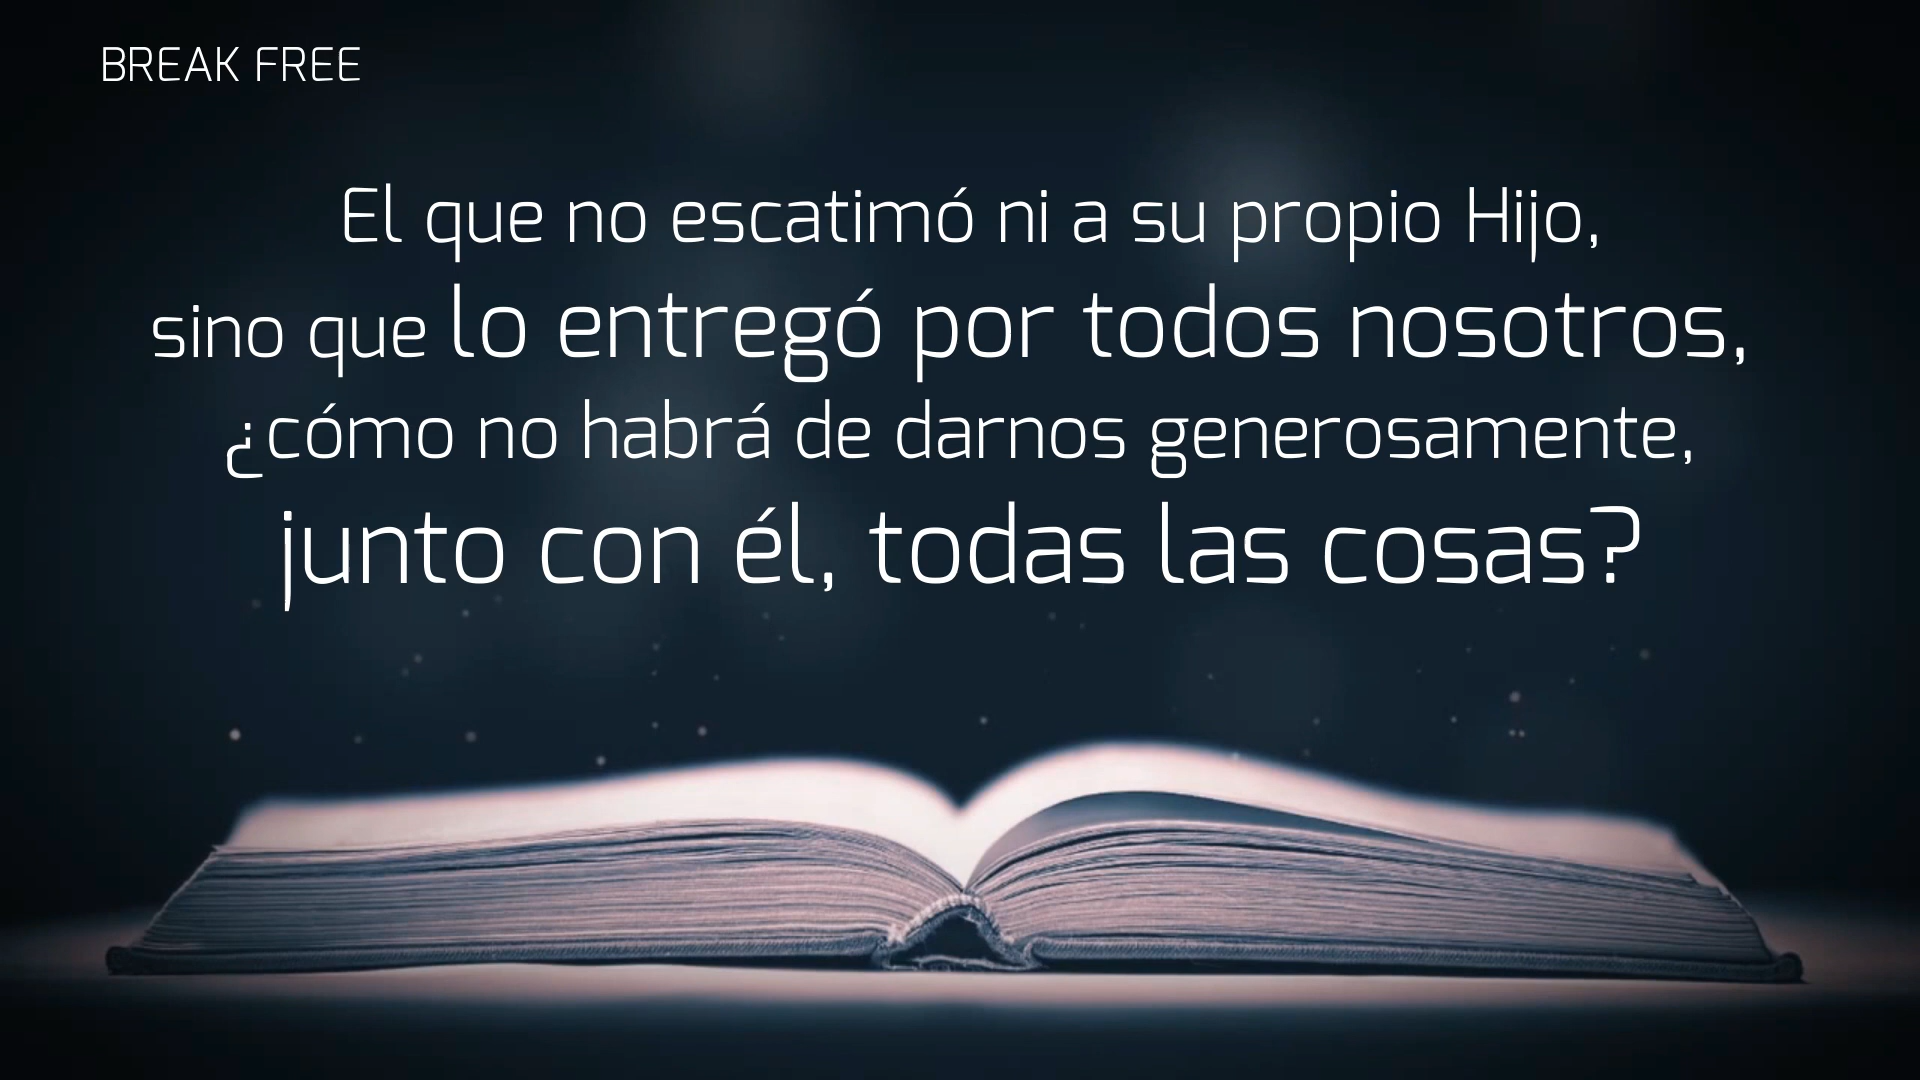 BREAK FREE
El que no escatimó ni a su propio Hijo,
sino que lo entregó por todos nosotros,
¿cómo no habrá de darnos generosamente,
junto con él, todas las cosas?